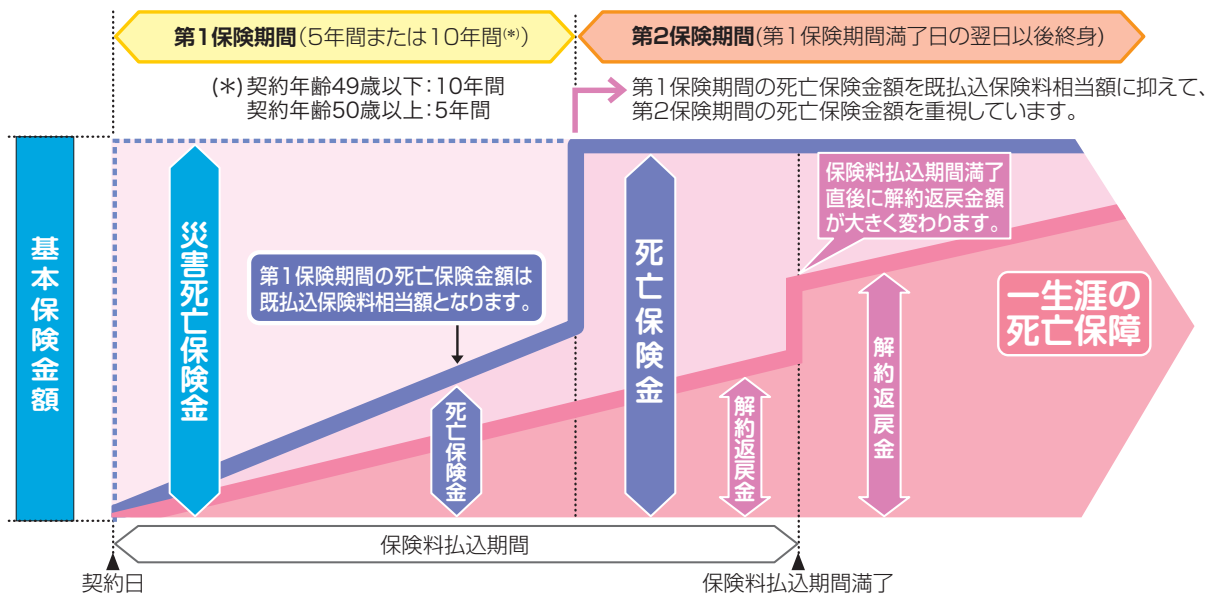 第1保険期間(5年間または10年間(*))
第2保険期間(第1保険期間満了日の翌日以後終身)
(*)契約年齢49歳以下:10年間
契約年齢50歳以上:5年間
第1保険期間の死亡保険金額を既払込保険料相当額に抑えて、
第2保険期間の死亡保険金額を重視しています。
基本保険金額
災害死亡保険金
第1保険期間の死亡保険金額は
既払込保険料相当額となります。
死亡保険金
死亡保険金
保険料払込期間満了
直後に解約返戻金額
が大きく変わります。
解約返戻金
解約返戻金
一生涯の
死亡保障
保険料払込期間
契約日
保険料払込期間満了